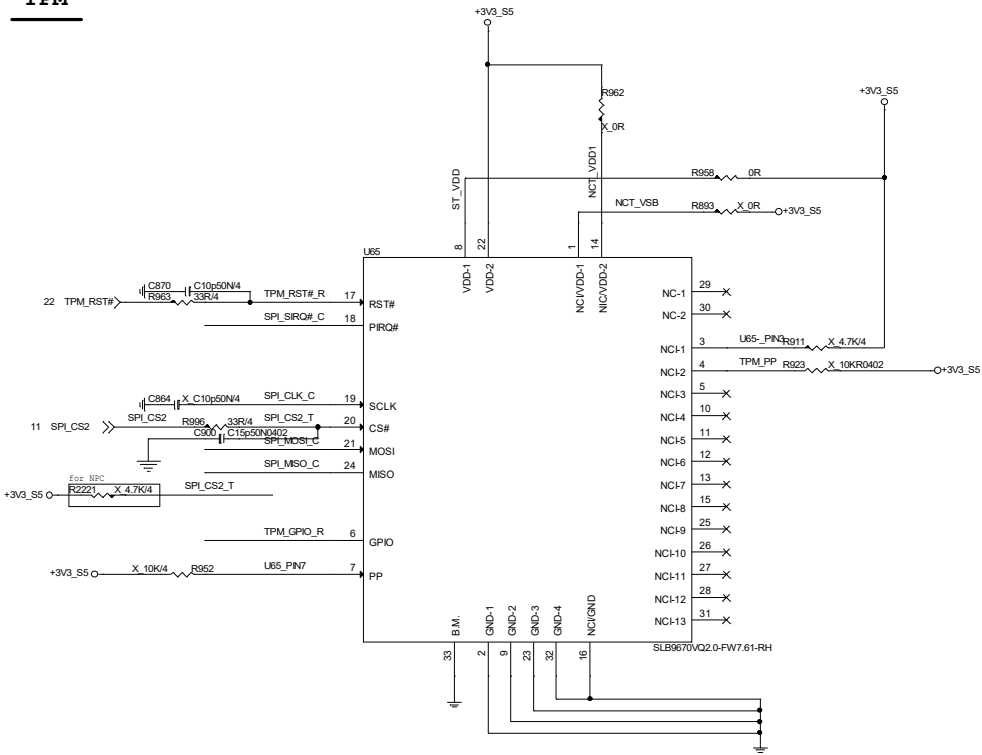 TPM
+3V3_S5
R962
X_0R
+3V3_S5
ST_VDD
NCT_VDD1
R958 0R
NCT_VSB R893 X_0R +3V3_S5
U65
8 22 1 14
VDD-1 VDD-2 NCI/VDD-1 NIC/VDD-2
C870 C10p50N/4
22 TPM_RST# R963 33R/4 TPM_RST#_R 17 RST#
SPI_SIRQ#_C 18 PIRQ#
C864 X_C10p50N/4 SPI_CLK_C 19 SCLK
11 SPI_CS2 SPI_CS2 R996 33R/4 SPI_CS2_T 20 CS#
C900 C15p50N0402
SPI_MOSI_C 21 MOSI
SPI_MISO_C 24 MISO
for NPC
+3V3_S5 R2221 X_4.7K/4 SPI_CS2_T
TPM_GPIO_R 6 GPIO
+3V3_S5 X_10K/4 R952 U65_PIN7 7 PP
NC-1 29
NC-2 30
NCI-1 3 U65-_PIN3 R911 X_4.7K/4
NCI-2 4 TPM_PP R923 X_10KR0402 +3V3_S5
NCI-3 5
NCI-4 10
NCI-5 11
NCI-6 12
NCI-7 13
NCI-8 15
NCI-9 25
NCI-10 26
NCI-11 27
NCI-12 28
NCI-13 31
B.M. GND-1 GND-2 GND-3 GND-4 NCI/GND
33 2 9 23 32 16
SLB9670VQ2.0-FW7.61-RH